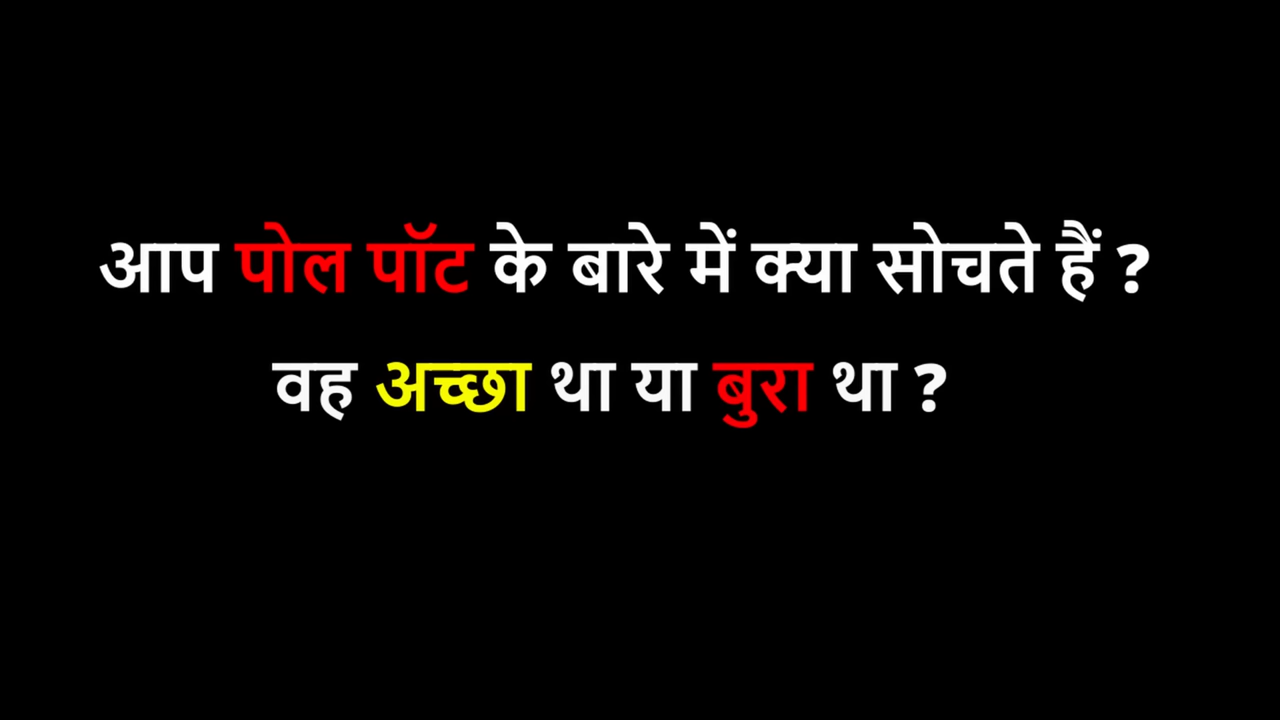 आप पोल पॉट के बारे में क्या सोचते हैं ?
वह अच्छा था या बुरा था ?